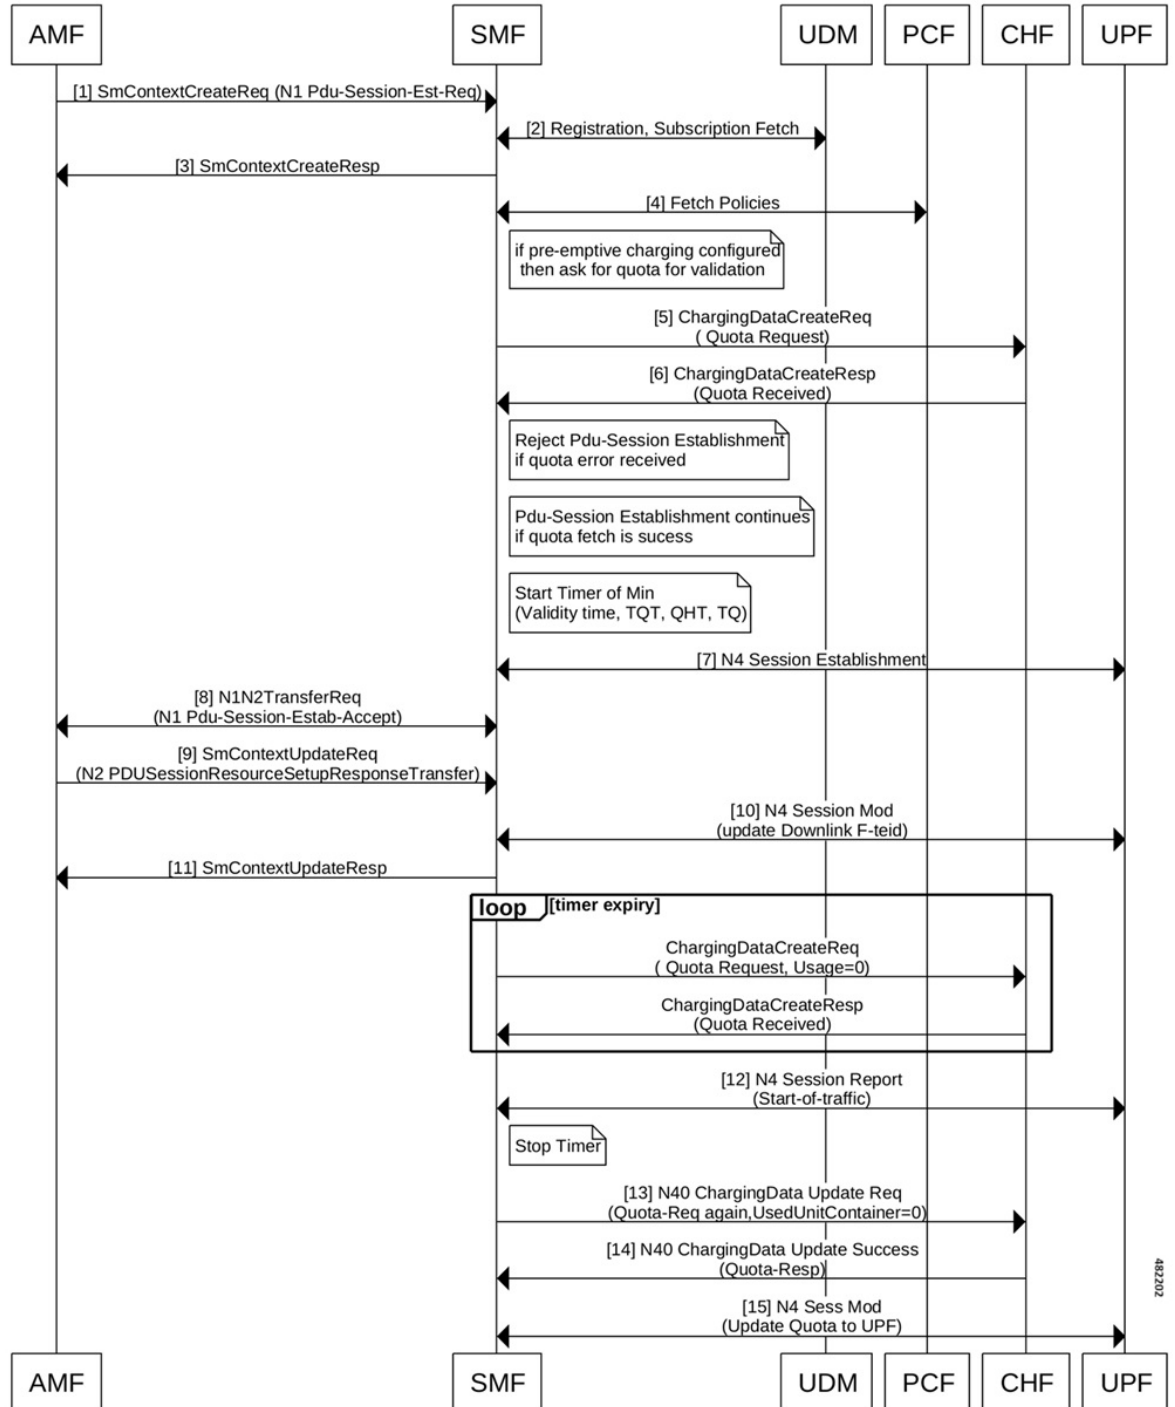 AMF
SMF
UDM
PCF
CHF
UPF
[1] SmContextCreateReq (N1 Pdu-Session-Est-Req)
[2] Registration, Subscription Fetch
[3] SmContextCreateResp
[4] Fetch Policies
if pre-emptive charging configured
then ask for quota for validation
[5] ChargingDataCreateReq
( Quota Request)
[6] ChargingDataCreateResp
(Quota Received)
Reject Pdu-Session Establishment
if quota error received
Pdu-Session Establishment continues
if quota fetch is sucess
Start Timer of Min
(Validity time, TQT, QHT, TQ)
[7] N4 Session Establishment
[8] N1N2TransferReq
(N1 Pdu-Session-Estab-Accept)
[9] SmContextUpdateReq
(N2 PDUSessionResourceSetupResponseTransfer)
[10] N4 Session Mod
(update Downlink F-teid)
[11] SmContextUpdateResp
loop [timer expiry]
ChargingDataCreateReq
( Quota Request, Usage=0)
ChargingDataCreateResp
(Quota Received)
[12] N4 Session Report
(Start-of-traffic)
Stop Timer
[13] N40 ChargingData Update Req
(Quota-Req again,UsedUnitContainer=0)
[14] N40 ChargingData Update Success
(Quota-Resp)
482202
[15] N4 Sess Mod
(Update Quota to UPF)
AMF
SMF
UDM
PCF
CHF
UPF